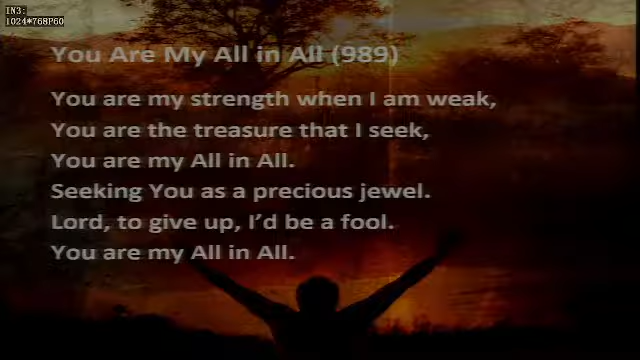 IN3:
1024*768P60
You Are My All in All (989)
You are my strength when I am weak,
You are the treasure that I seek,
You are my All in All.
Seeking You as a precious jewel.
Lord, to give up, I’d be a fool.
You are my All in All.